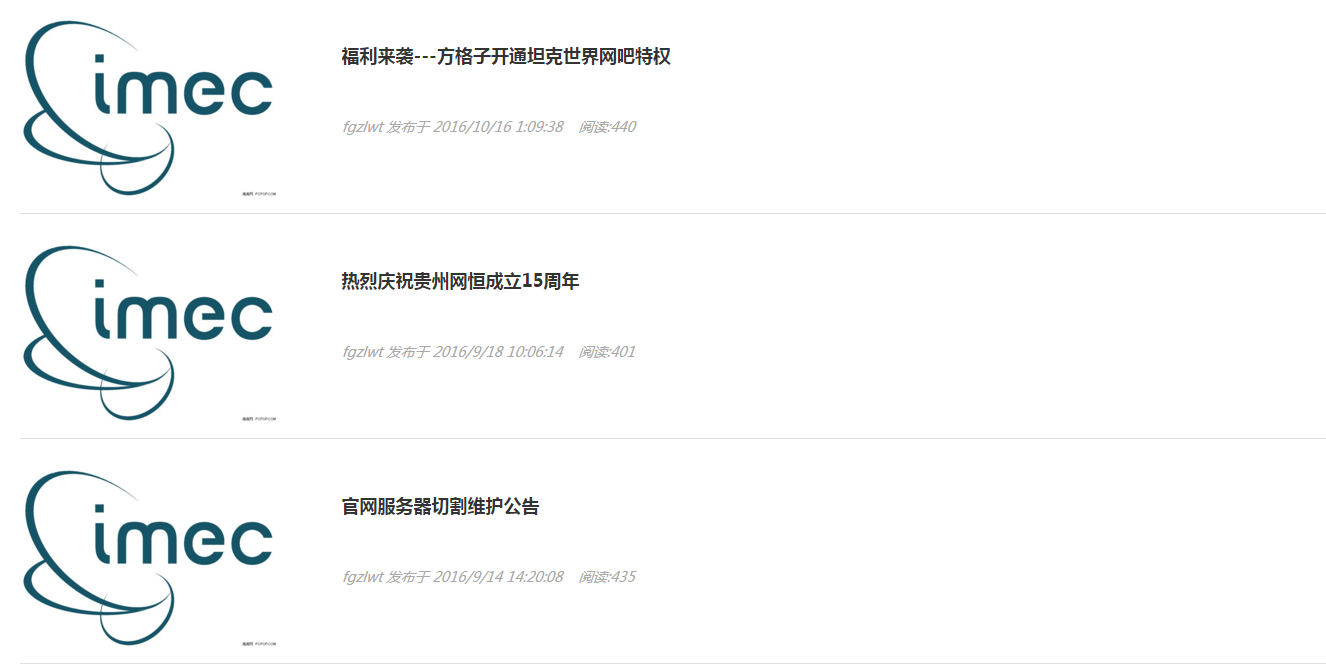 imec
福利来袭---方格子开通坦克世界网吧特权
fgzlwt 发布于 2016/10/16 1:09:38 阅读:440
imec
热烈庆祝贵州网恒成立15周年
fgzlwt 发布于 2016/9/18 10:06:14 阅读:401
imec
官网服务器切割维护公告
fgzlwt 发布于 2016/9/14 14:20:08 阅读:435